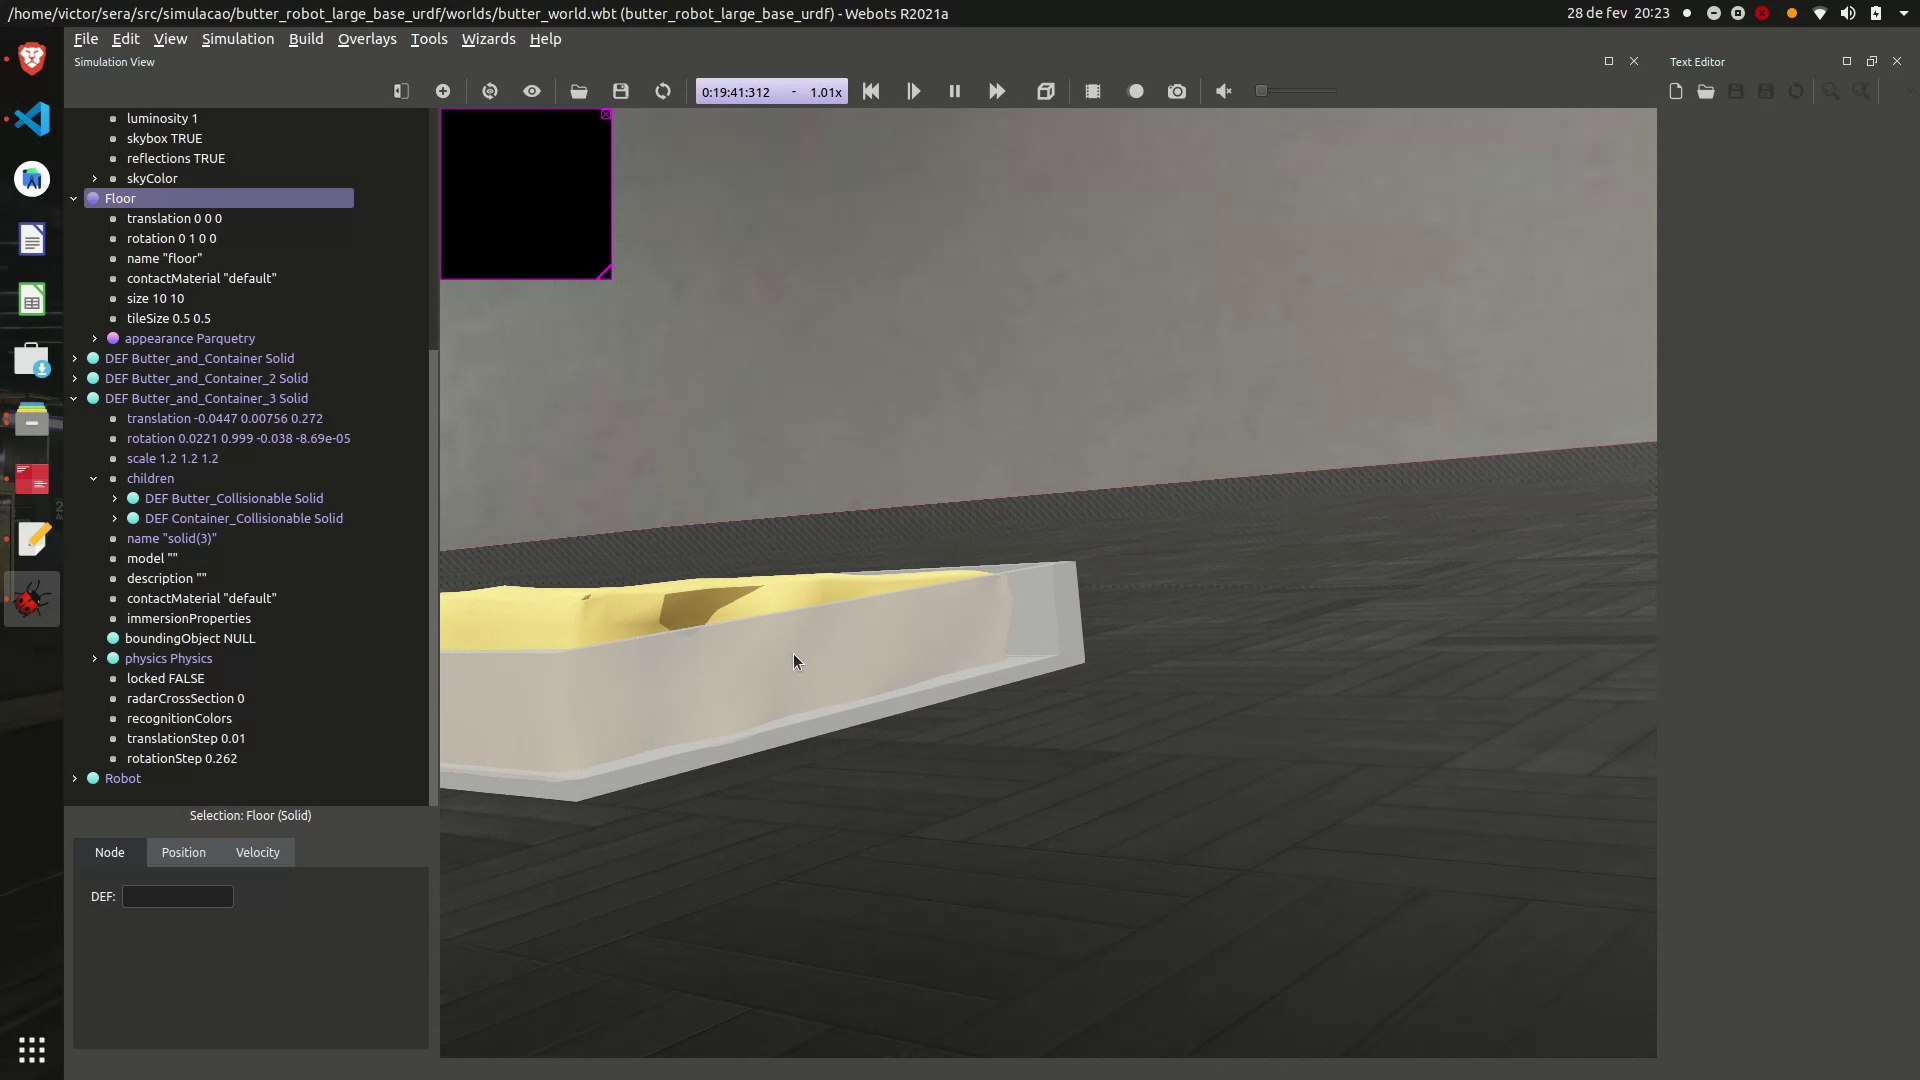 /home/victor/sera/src/simulacao/butter_robot_large_base_urdf/worlds/butter_world.wbt (butter_robot_large_base_urdf) - Webots R2021a
28 de fev 20:23
File Edit View Simulation Build Overlays Tools Wizards Help
Simulation View
Text Editor
0:19:41:312 - 1.01x
luminosity 1
skybox TRUE
reflections TRUE
skyColor
Floor
translation 0 0 0
rotation 0 1 0 0
name "floor"
contactMaterial "default"
size 10 10
tileSize 0.5 0.5
appearance Parquetry
DEF Butter_and_Container Solid
DEF Butter_and_Container_2 Solid
DEF Butter_and_Container_3 Solid
translation -0.0447 0.00756 0.272
rotation 0.0221 0.999 -0.038 -8.69e-05
scale 1.2 1.2 1.2
children
DEF Butter_Collisionable Solid
DEF Container_Collisionable Solid
name "solid(3)"
model ""
description ""
contactMaterial "default"
immersionProperties
boundingObject NULL
physics Physics
locked FALSE
radarCrossSection 0
recognitionColors
translationStep 0.01
rotationStep 0.262
Robot
Selection: Floor (Solid)
Node Position Velocity
DEF: